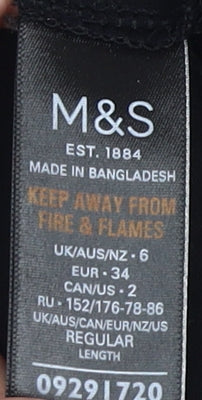 M&S
EST. 1884
MADE IN BANGLADESH
KEEP AWAY FROM
FIRE & FLAMES
UK/AUS/NZ • 6
EUR • 34
CAN/US • 2
RU • 152/176-78-86
UK/AUS/CAN/EUR/NZ/US
REGULAR
LENGTH
09291720